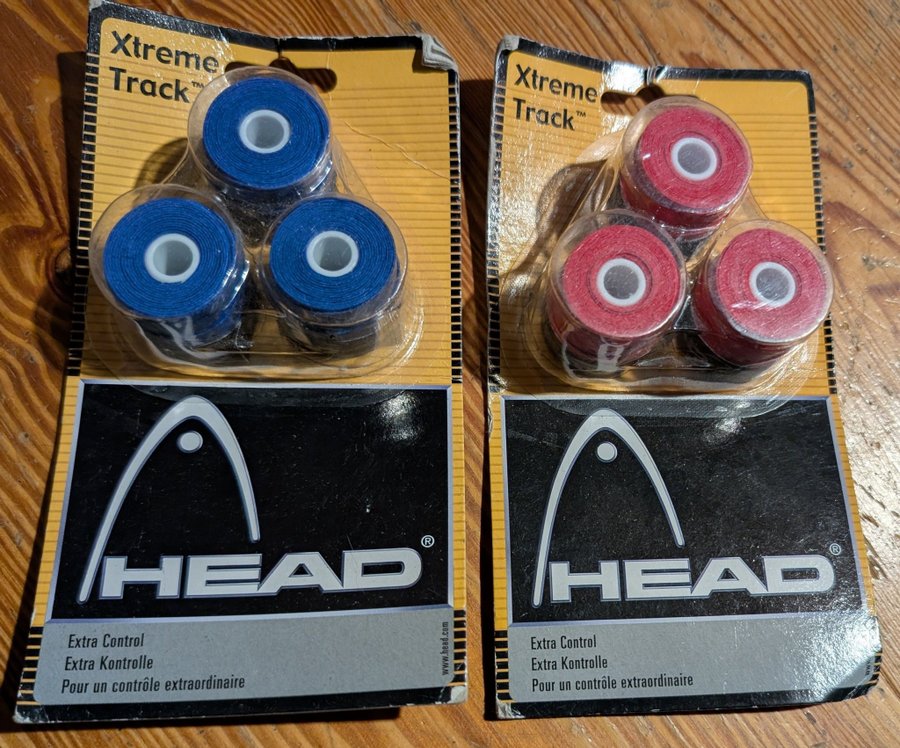 Xtreme
Track™
HEAD®
Extra Control
Extra Kontrolle
Pour un contrôle extraordinaire
www.head.com
Xtreme
Track™
HEAD®
Extra Control
Extra Kontrolle
Pour un contrôle extraordinaire